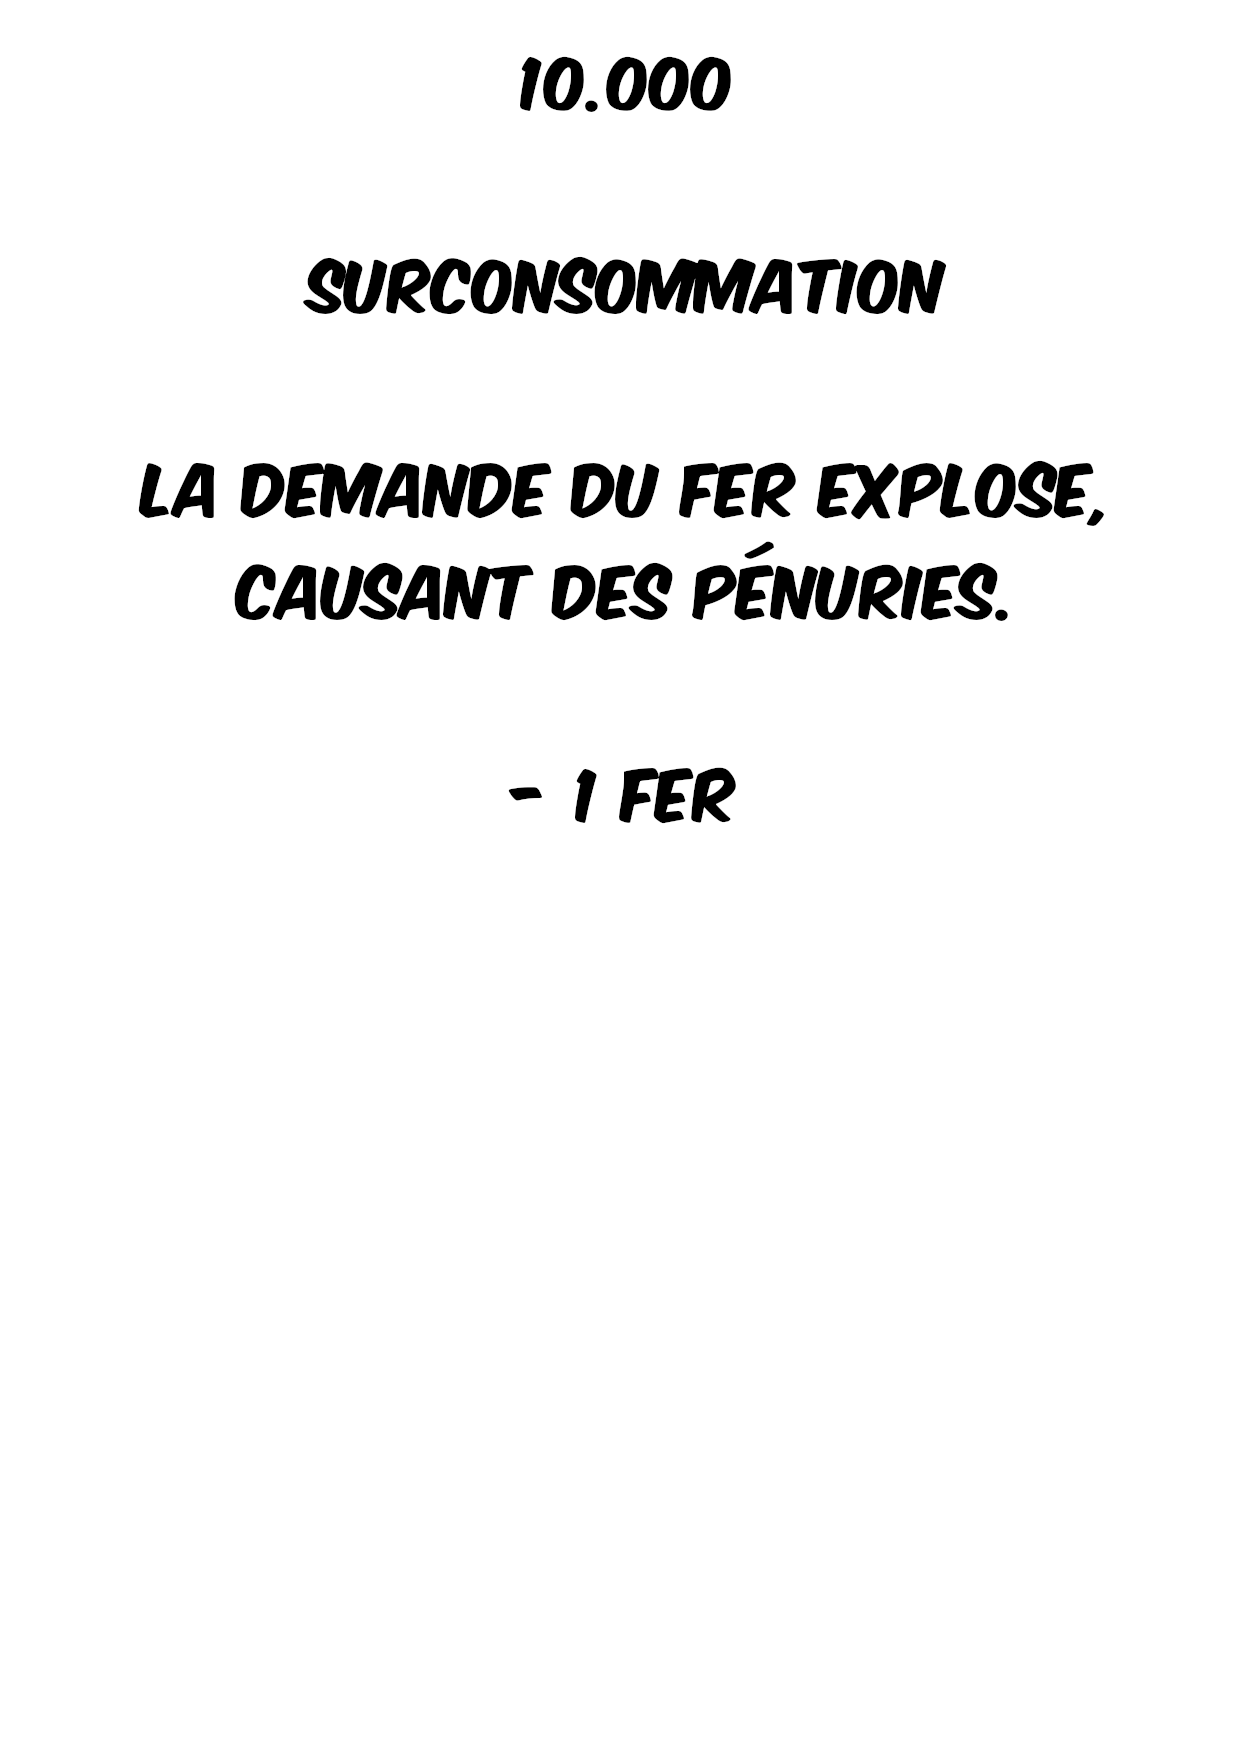 10.000
SURCONSOMMATION
LA DEMANDE DU FER EXPLOSE,
CAUSANT DES PÉNURIES.
- 1 FER